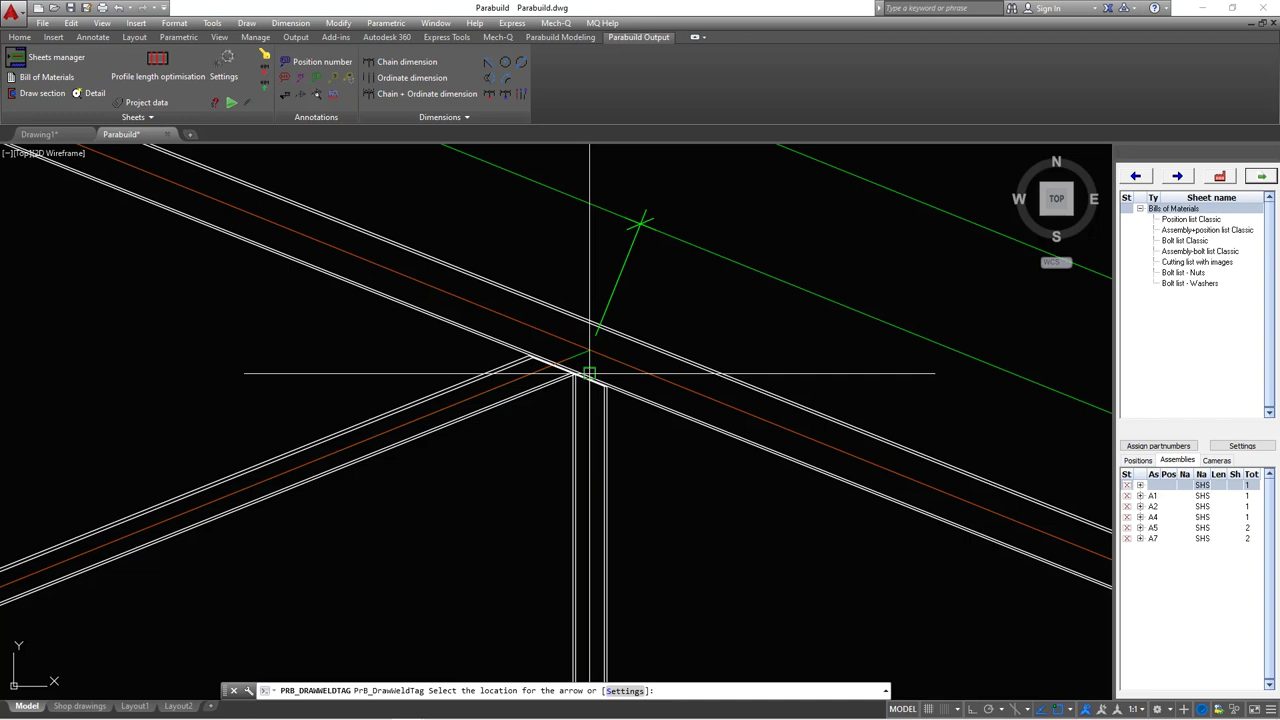 Parabuild Parabuild.dwg
Type a keyword or phrase
Sign In
File Edit View Insert Format Tools Draw Dimension Modify Parametric Window Help Express Mech-Q MQ Help
Home Insert Annotate Layout Parametric View Manage Output Add-ins Autodesk 360 Express Tools Mech-Q Parabuild Modeling Parabuild Output
Sheets manager
Bill of Materials
Draw section Detail
Profile length optimisation
Settings
Project data
Sheets
Position number
Annotations
Chain dimension
Ordinate dimension
Chain + Ordinate dimension
Dimensions
Drawing1* Parabuild*
[−][Top][2D Wireframe]
N
W TOP E
S
WCS
St Ty Sheet name
Bills of Materials
Position list Classic
Assembly+position list Classic
Bolt list Classic
Assembly-bolt list Classic
Cutting list with images
Bolt list - Nuts
Bolt list - Washers
Assign partnumbers Settings
Positions Assemblies Cameras
St As Pos Na Na Len Sh Tot
SHS 1
A1 SHS 1
A2 SHS 1
A4 SHS 1
A5 SHS 2
A7 SHS 2
Y
X
PRB_DRAWWELDTAG PrB_DrawWeldTag Select the location for the arrow or [Settings]:
Model Shop drawings Layout1 Layout2 +
MODEL 1:1